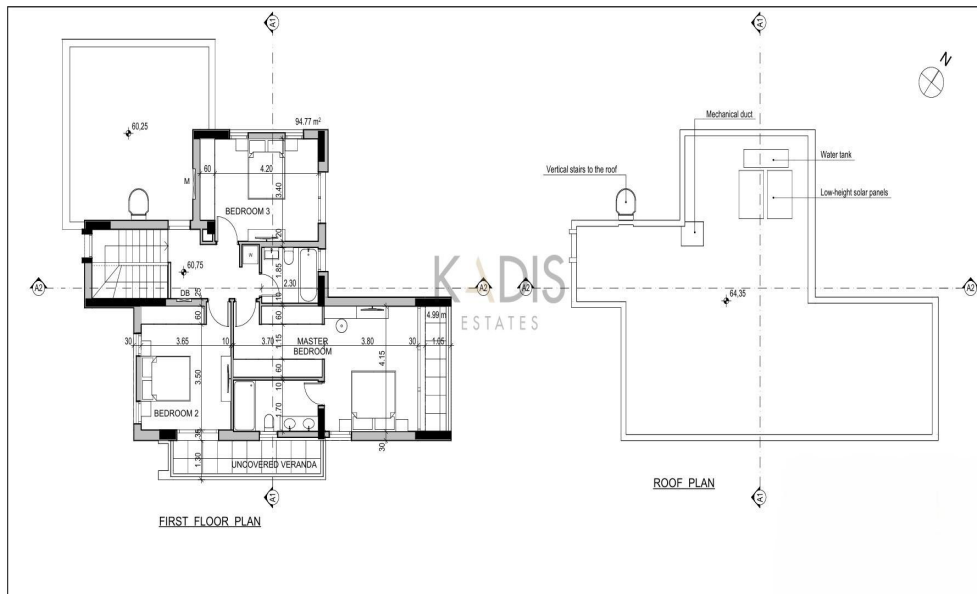 A1
A1
N
94.77 m²
60,25
Mechanical duct
60
4.20
Water tank
M
3.40
Vertical stairs to the roof
Low-height solar panels
BEDROOM 3
20
W
60,75
1.85
2.30
KADIS
ESTATES
A2
A2
A2
A2
DB
25
10
64,35
60
60
4.99 m
30
3.65
10
3.70
1.15
MASTER
BEDROOM
3.80
30
1.05
4.15
3.50
60
10
BEDROOM 2
1.70
35
30
1.30
UNCOVERED VERANDA
ROOF PLAN
A1
A1
FIRST FLOOR PLAN